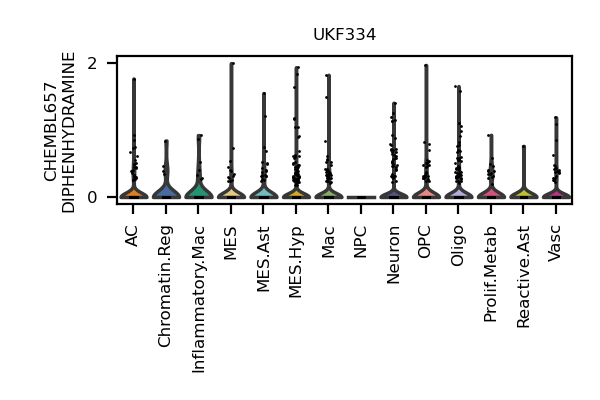 UKF334
CHEMBL657
DIPHENHYDRAMINE
2
0
AC
Chromatin.Reg
Inflammatory.Mac
MES
MES.Ast
MES.Hyp
Mac
NPC
Neuron
OPC
Oligo
Prolif.Metab
Reactive.Ast
Vasc